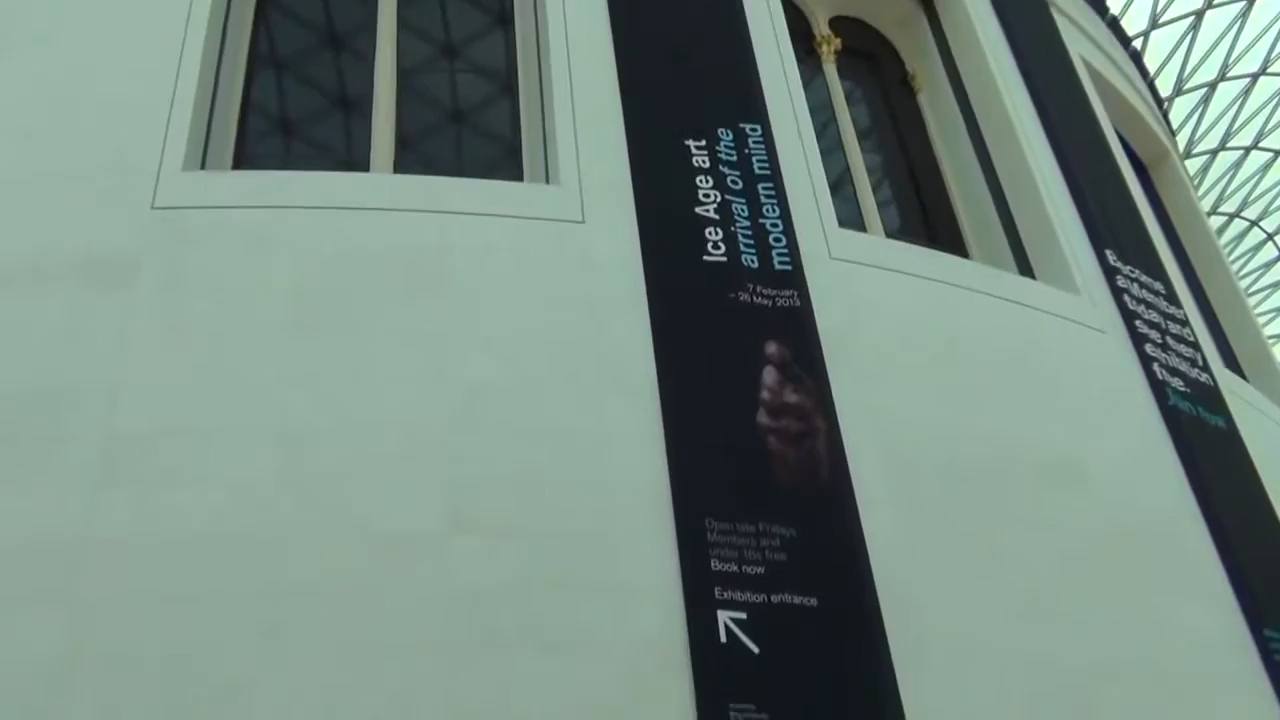 Ice Age art
arrival of the
modern mind
7 February
– 26 May 2013
Open late Fridays
Members and
under 16s free
Book now
Exhibition entrance
Become
a Member
today and
see every
exhibition
free.
Join now